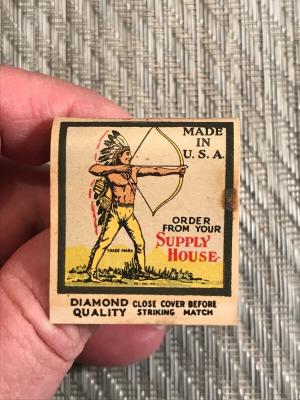 MADE
IN
U.S.A.
ORDER
FROM YOUR
SUPPLY
HOUSE
TRADE MARK
DIAMOND QUALITY
CLOSE COVER BEFORE
STRIKING MATCH